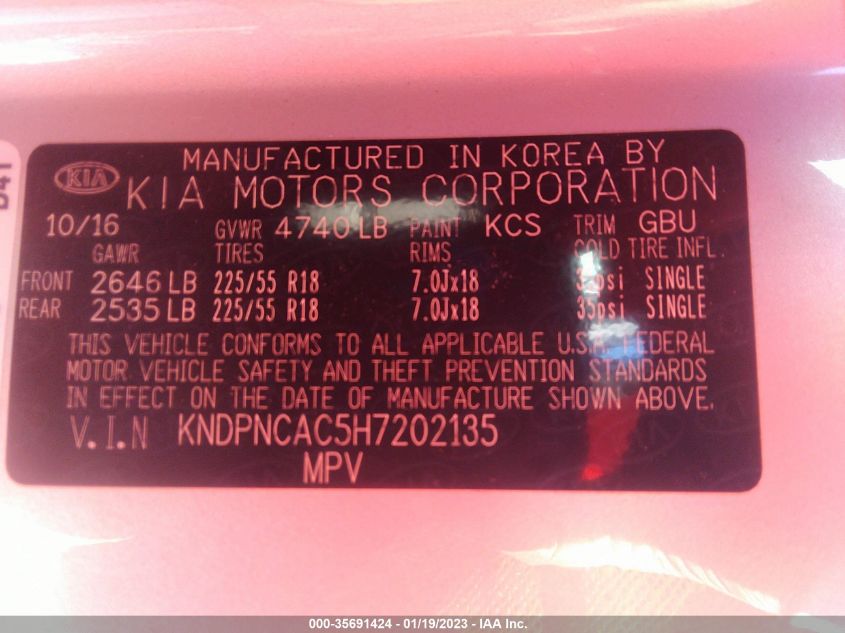 MANUFACTURED IN KOREA BY
KIA KIA MOTORS CORPORATION
10/16 GVWR 4740 LB PAINT KCS TRIM GBU
GAWR TIRES RIMS COLD TIRE INFL.
FRONT 2646 LB 225/55 R18 7.0Jx18 35psi SINGLE
REAR 2535 LB 225/55 R18 7.0Jx18 35psi SINGLE
THIS VEHICLE CONFORMS TO ALL APPLICABLE U.S.A. FEDERAL
MOTOR VEHICLE SAFETY AND THEFT PREVENTION STANDARDS
IN EFFECT ON THE DATE OF MANUFACTURE SHOWN ABOVE.
V.I.N KNDPNCAC5H7202135
MPV
000-35691424 - 01/19/2023 - IAA Inc.